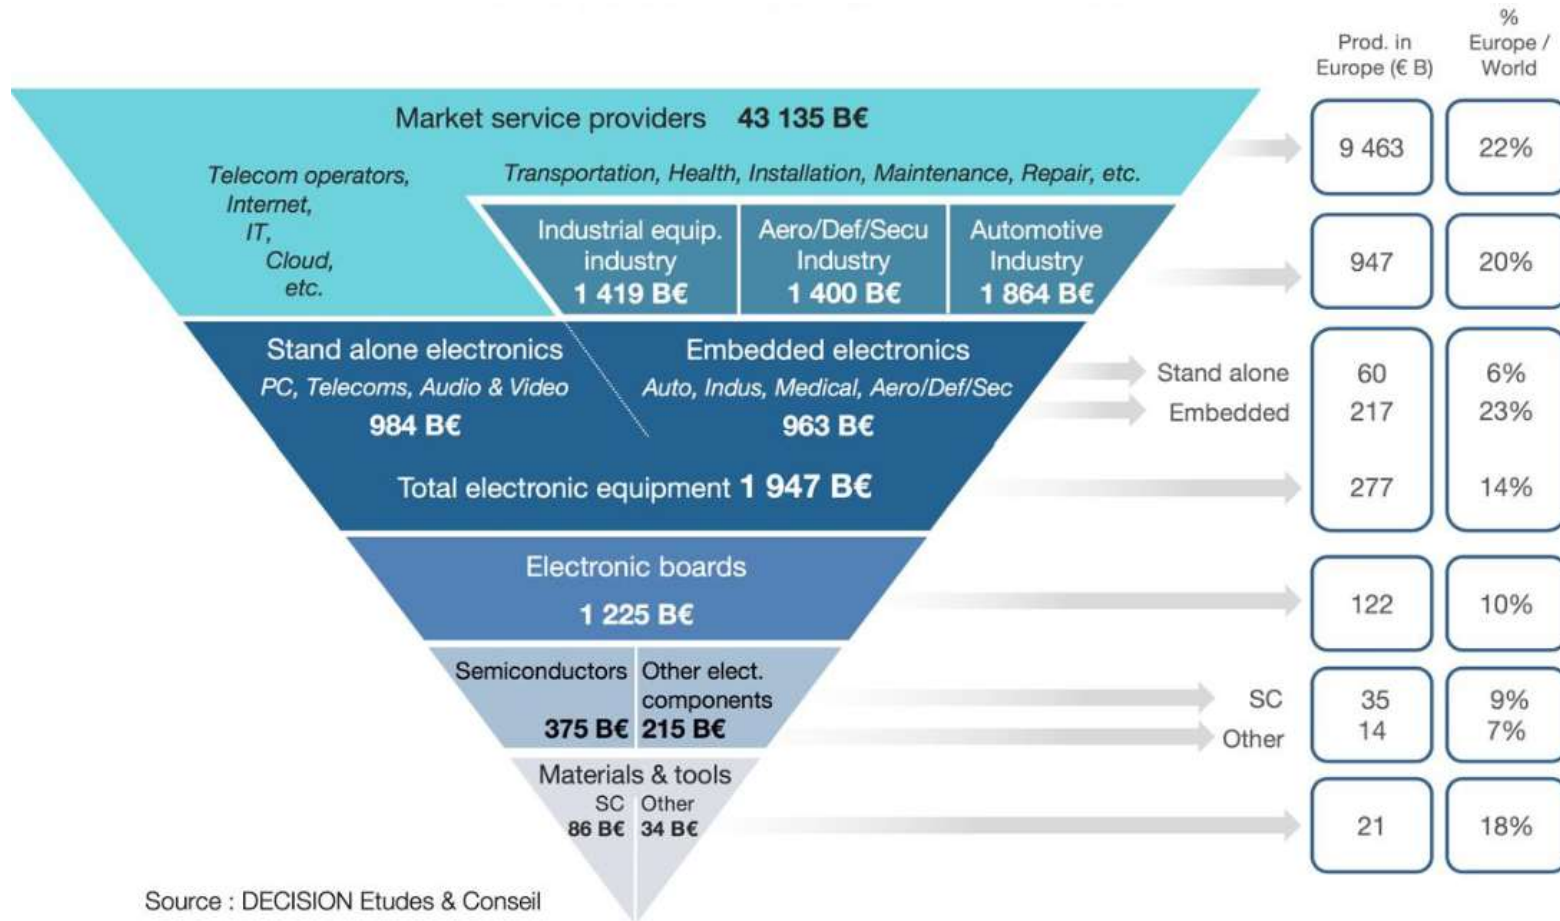 Prod. in
Europe (€ B)
%
Europe /
World
Market service providers 43 135 B€
9 463
22%
Telecom operators,
Internet,
IT,
Cloud,
etc.
Transportation, Health, Installation, Maintenance, Repair, etc.
Industrial equip.
industry
1 419 B€
Aero/Def/Secu
Industry
1 400 B€
Automotive
Industry
1 864 B€
947
20%
Stand alone electronics
PC, Telecoms, Audio & Video
984 B€
Embedded electronics
Auto, Indus, Medical, Aero/Def/Sec
963 B€
Stand alone
60
6%
Embedded
217
23%
Total electronic equipment 1 947 B€
277
14%
Electronic boards
1 225 B€
122
10%
Semiconductors
375 B€
Other elect.
components
215 B€
SC
35
9%
Other
14
7%
Materials & tools
SC
86 B€
Other
34 B€
21
18%
Source : DECISION Etudes & Conseil